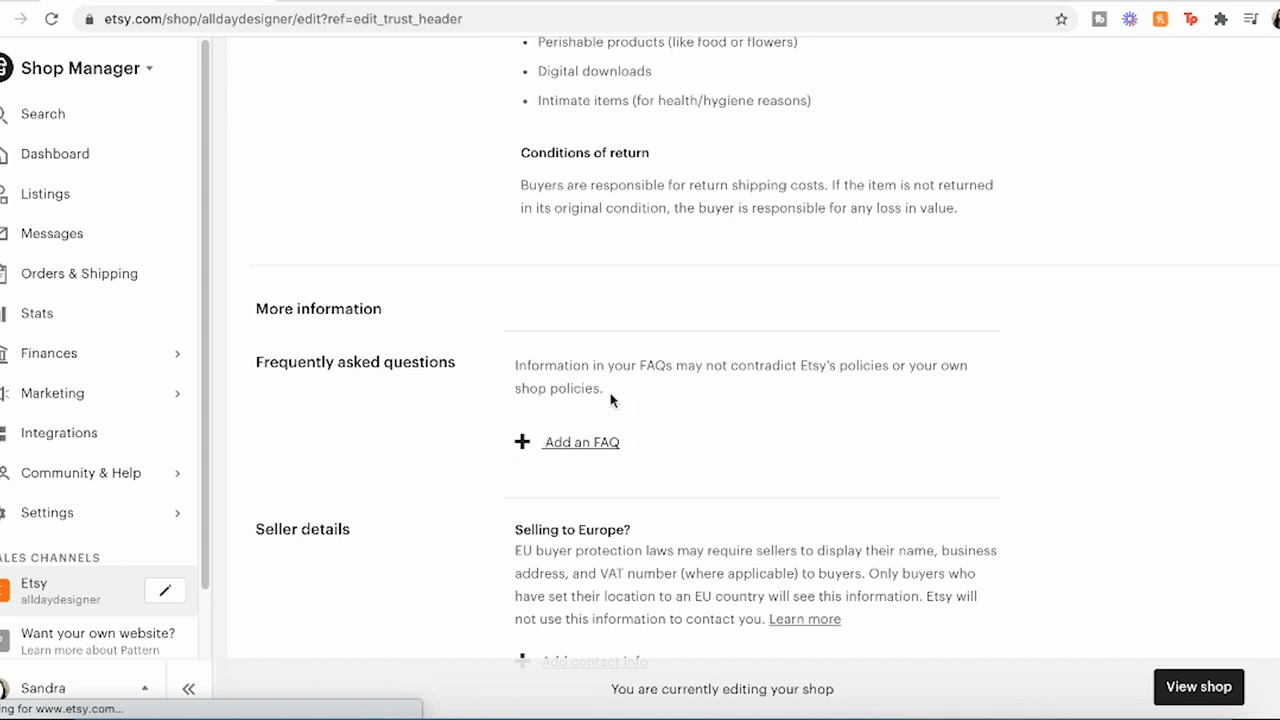 etsy.com/shop/alldaydesigner/edit?ref=edit_trust_header
Tp
Shop Manager
Search
Dashboard
Listings
Messages
Orders & Shipping
Stats
Finances
Marketing
Integrations
Community & Help
Settings
ALES CHANNELS
Etsy
alldaydesigner
Want your own website?
Learn more about Pattern
Sandra
ng for www.etsy.com...
• Perishable products (like food or flowers)
• Digital downloads
• Intimate items (for health/hygiene reasons)
Conditions of return
Buyers are responsible for return shipping costs. If the item is not returned
in its original condition, the buyer is responsible for any loss in value.
More information
Frequently asked questions
Information in your FAQs may not contradict Etsy's policies or your own
shop policies.
+ Add an FAQ
Seller details
Selling to Europe?
EU buyer protection laws may require sellers to display their name, business
address, and VAT number (where applicable) to buyers. Only buyers who
have set their location to an EU country will see this information. Etsy will
not use this information to contact you. Learn more
+ Add contact info
You are currently editing your shop
View shop